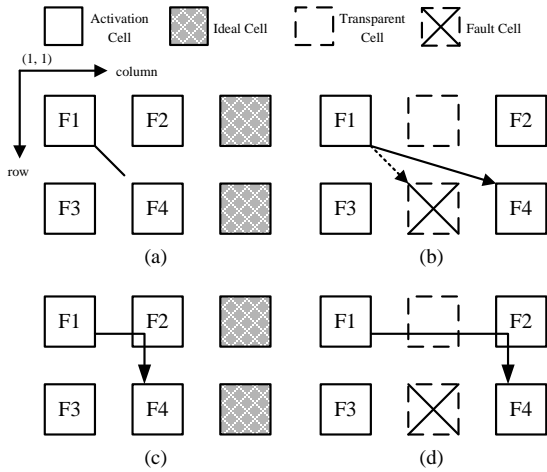 Activation Cell
Ideal Cell
Transparent Cell
Fault Cell
(1, 1)
column
row
F1 F2 F1 F2
F3 F4 F3 F4
(a) (b)
F1 F2 F1 F2
F3 F4 F3 F4
(c) (d)